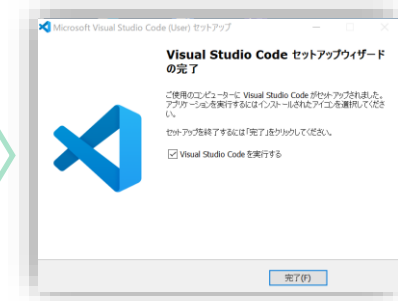 Microsoft Visual Studio Code (User) セットアップ
Visual Studio Code セットアップウィザード
の完了
ご使用のコンピューターに Visual Studio Code がセットアップされました。
アプリケーションを実行するにはインストールされたアイコンを選択してくださ
い。
セットアップを終了するには「完了」をクリックしてください。
Visual Studio Code を実行する
完了(F)